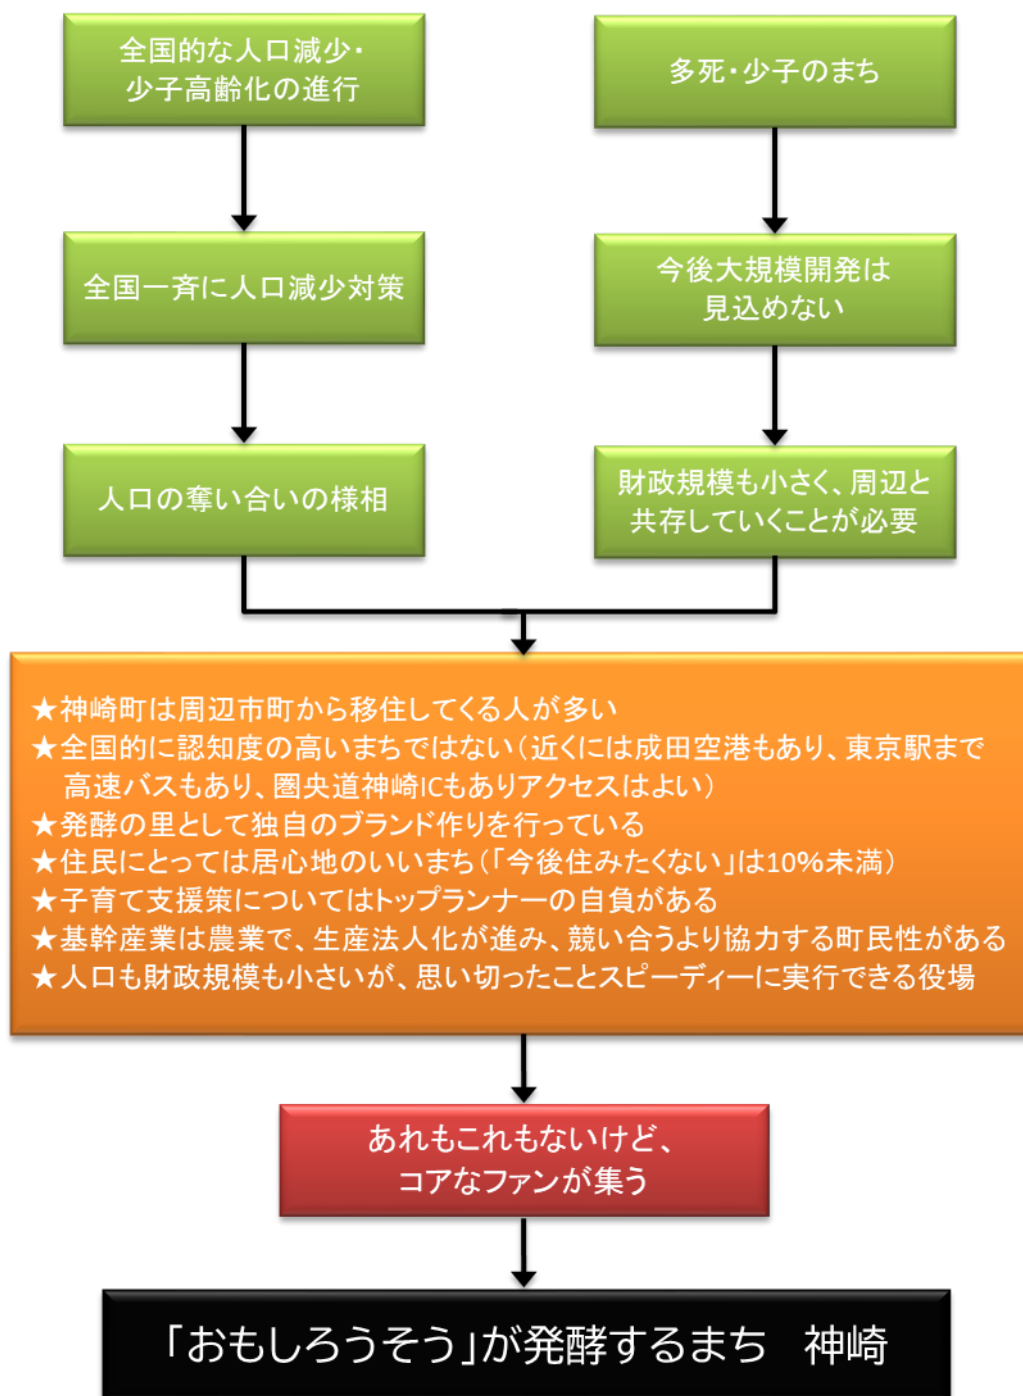 全国的な人口減少・
少子高齢化の進行
多死・少子のまち
全国一斉に人口減少対策
今後大規模開発は
見込めない
人口の奪い合いの様相
財政規模も小さく、周辺と
共存していくことが必要
★神崎町は周辺市町から移住してくる人が多い
★全国的に認知度の高いまちではない（近くには成田空港もあり、東京駅まで
高速バスもあり、圏央道神崎ICもありアクセスはよい）
★発酵の里として独自のブランド作りを行っている
★住民にとっては居心地のいいまち（「今後住みたくない」は10%未満）
★子育て支援策についてはトップランナーの自負がある
★基幹産業は農業で、生産法人化が進み、競い合うより協力する町民性がある
★人口も財政規模も小さいが、思い切ったことスピーディーに実行できる役場
あれもこれもないけど、
コアなファンが集う
「おもしろうそう」が発酵するまち　神崎